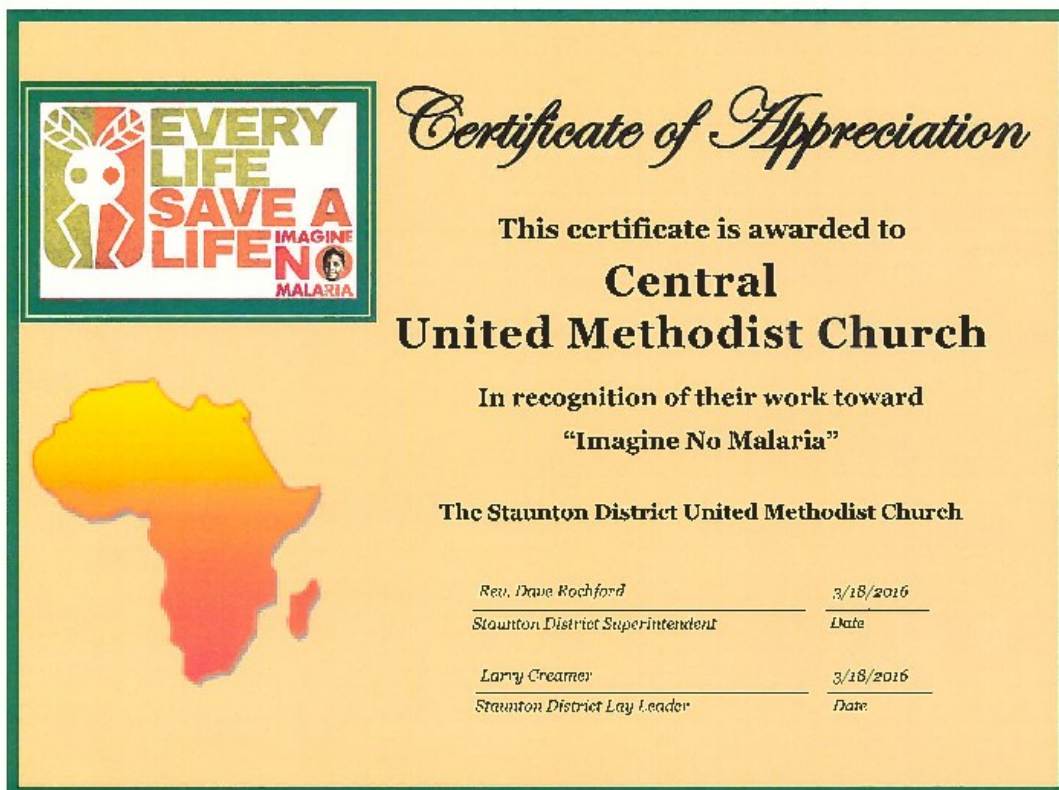 EVERY
LIFE
SAVE A
LIFE
IMAGINE
NO
MALARIA
Certificate of Appreciation
This certificate is awarded to
Central
United Methodist Church
In recognition of their work toward
“Imagine No Malaria”
The Staunton District United Methodist Church
Rev. Dave Rochford 3/18/2016
Staunton District Superintendent Date
Larry Creamer 3/18/2016
Staunton District Lay Leader Date